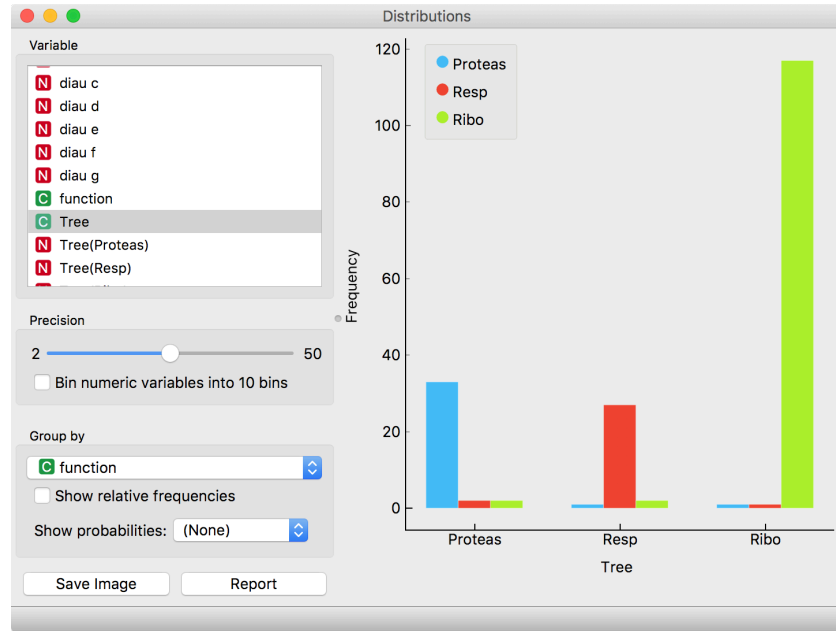 Distributions
Variable
N diau c
N diau d
N diau e
N diau f
N diau g
C function
C Tree
N Tree(Proteas)
N Tree(Resp)
Precision
2 50
Bin numeric variables into 10 bins
Group by
C function
Show relative frequencies
Show probabilities: (None)
Save Image Report
Proteas
Resp
Ribo
120
100
80
60
40
20
0
Frequency
Proteas Resp Ribo
Tree